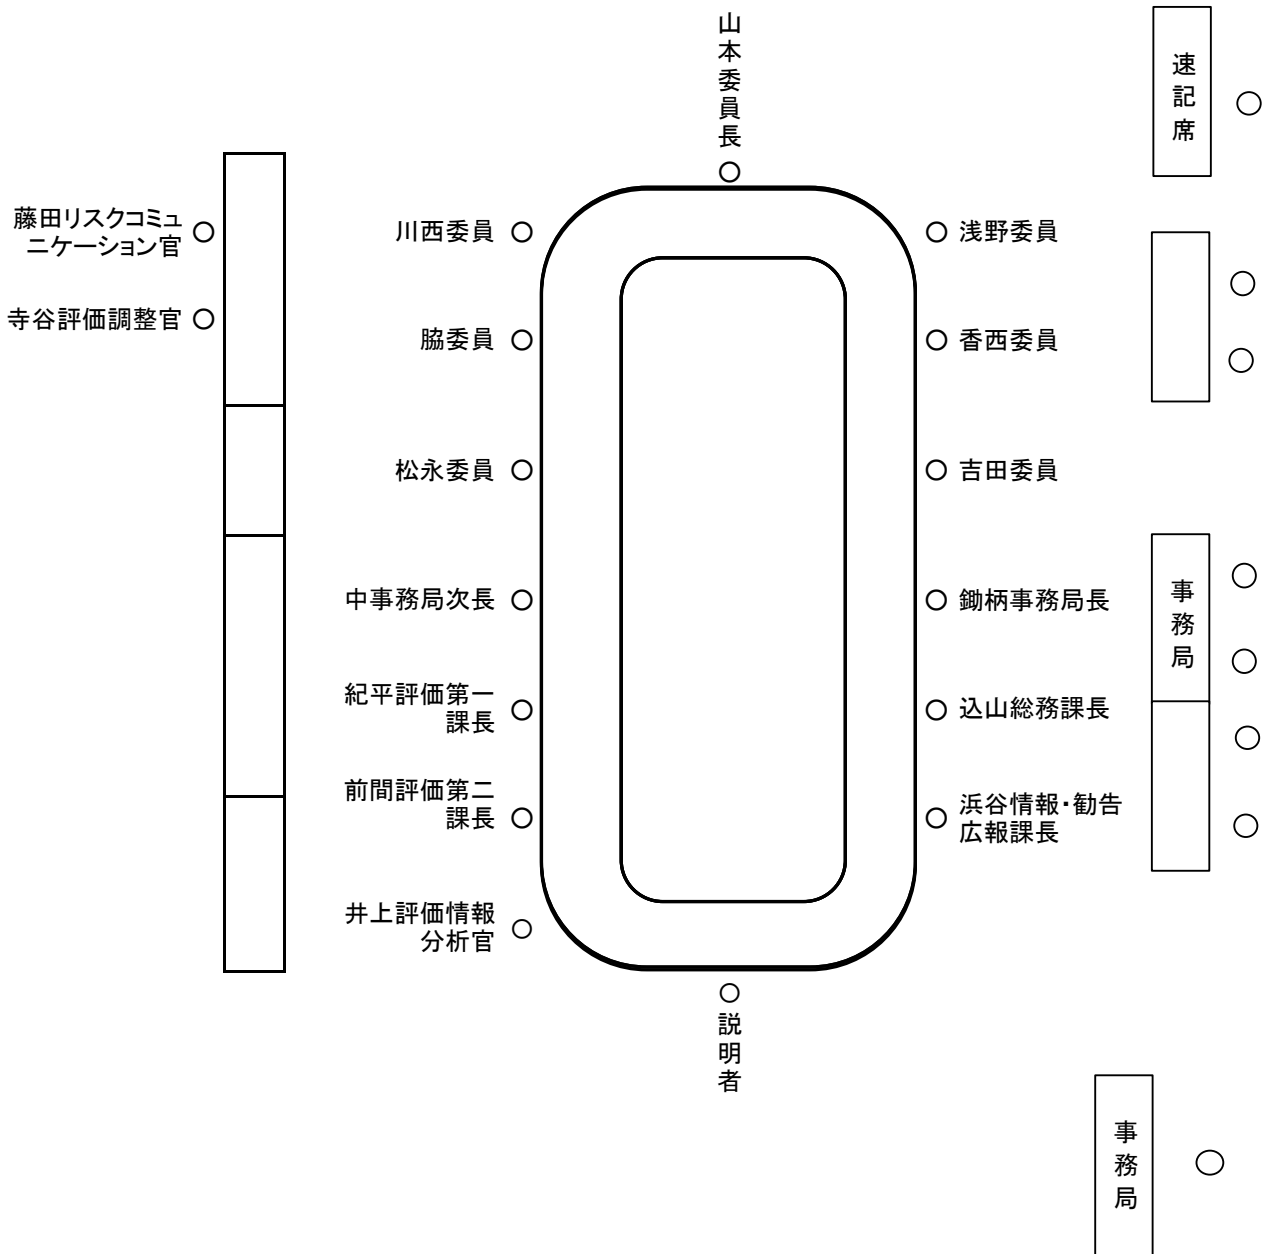 山本委員長
速記席
藤田リスクコミュ
ニケーション官
川西委員
浅野委員
寺谷評価調整官
脇委員
香西委員
松永委員
吉田委員
中事務局次長
鋤柄事務局長
事務局
紀平評価第一
課長
込山総務課長
前間評価第二
課長
浜谷情報・勧告
広報課長
井上評価情報
分析官
説明者
事務局